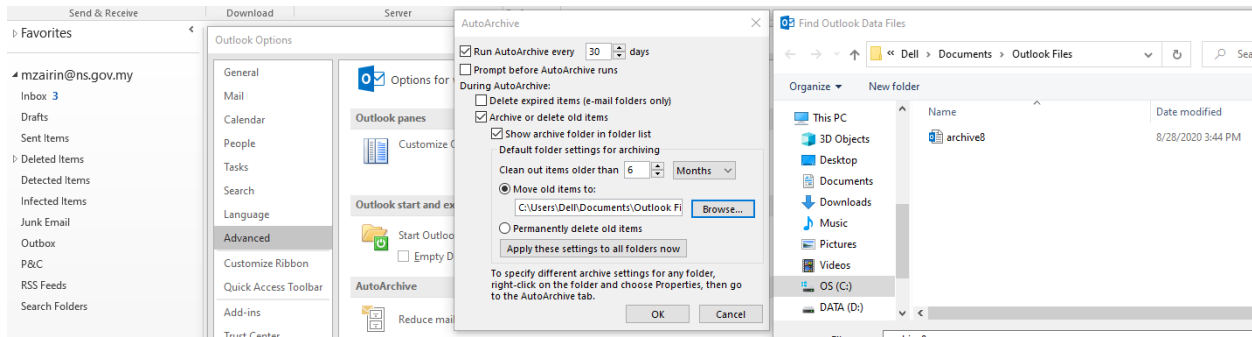 Send & Receive
Download
Server
Favorites
mzairin@ns.gov.my
Inbox 3
Drafts
Sent Items
Deleted Items
Detected Items
Infected Items
Junk Email
Outbox
P&C
RSS Feeds
Search Folders
Outlook Options
General
Mail
Calendar
People
Tasks
Search
Language
Advanced
Customize Ribbon
Quick Access Toolbar
Add-ins
Trust Center
Options for
Outlook panes
Customize
Outlook start and ex
Start Outloo
Empty D
AutoArchive
Reduce mai
AutoArchive
Run AutoArchive every 30 days
Prompt before AutoArchive runs
During AutoArchive:
Delete expired items (e-mail folders only)
Archive or delete old items
Show archive folder in folder list
Default folder settings for archiving
Clean out items older than 6 Months
Move old items to:
C:\Users\Dell\Documents\Outlook Fi Browse...
Permanently delete old items
Apply these settings to all folders now
To specify different archive settings for any folder,
right-click on the folder and choose Properties, then go
to the AutoArchive tab.
OK Cancel
Find Outlook Data Files
« Dell › Documents › Outlook Files
Sea
Organize New folder
This PC
3D Objects
Desktop
Documents
Downloads
Music
Pictures
Videos
OS (C:)
DATA (D:)
Name Date modified
archive8 8/28/2020 3:44 PM